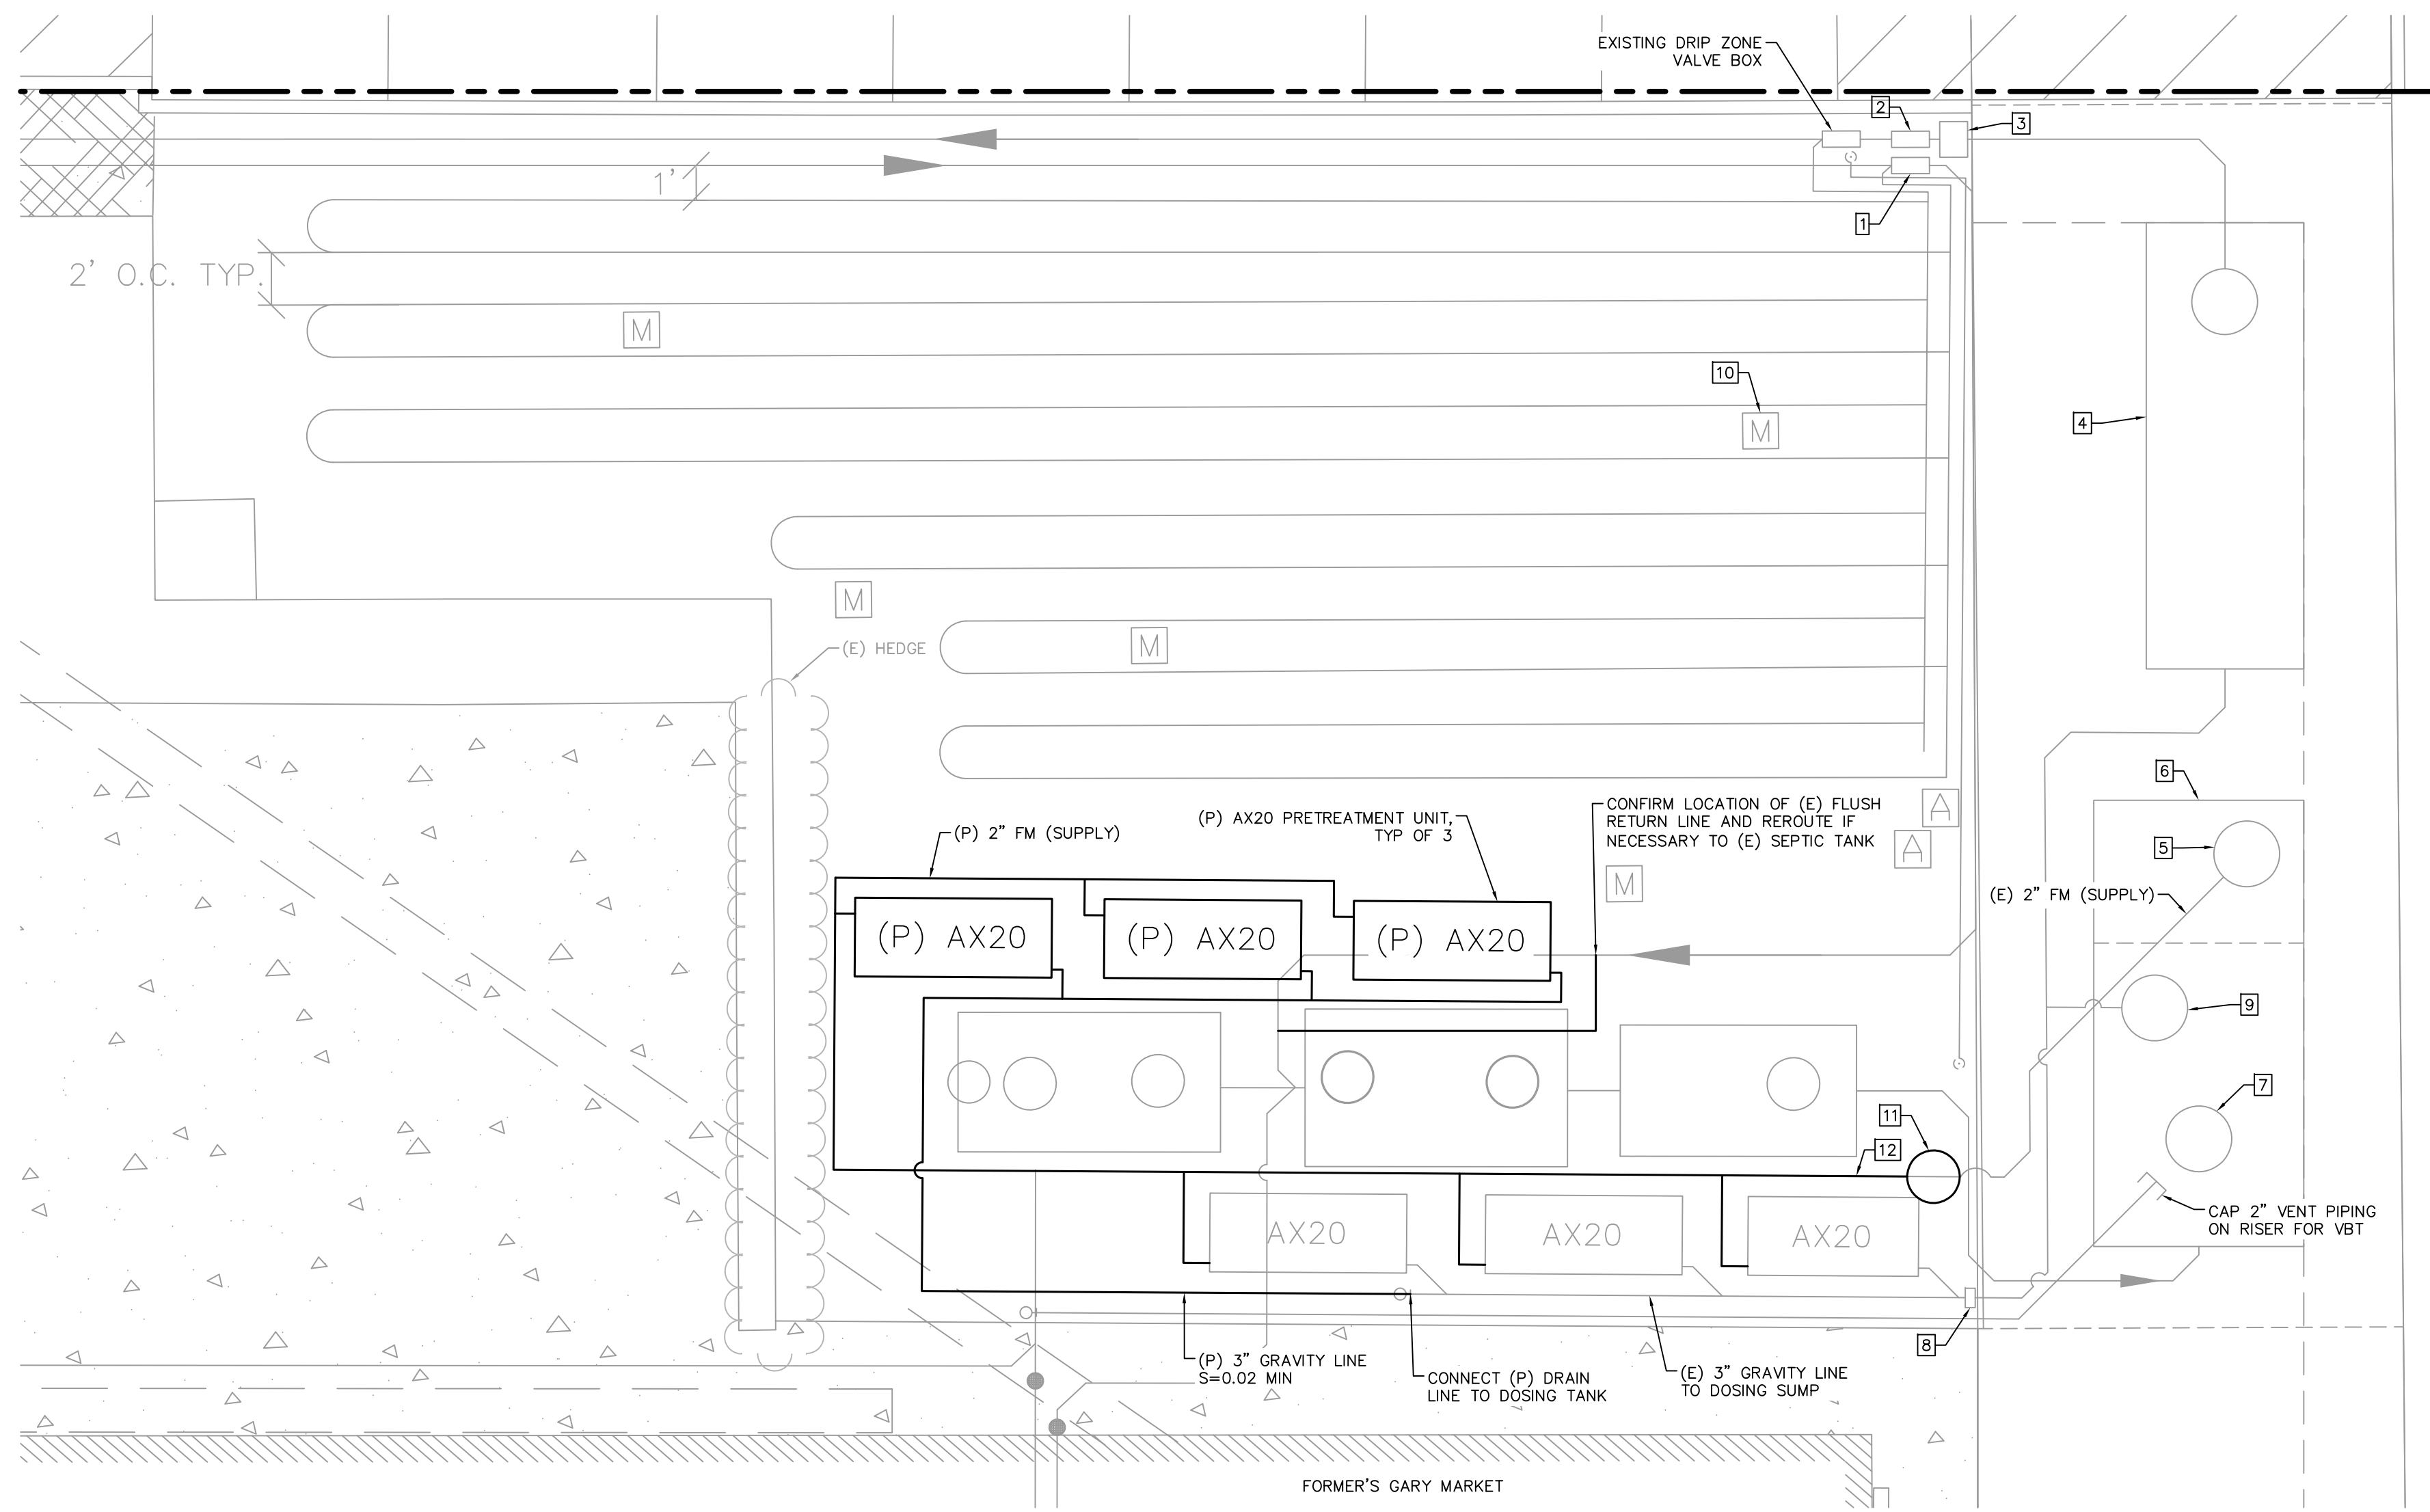 EXISTING DRIP ZONE
VALVE BOX
2
3
1
1'
2' O.C. TYP.
M
10
M
4
M
(E) HEDGE
M
6
5
A
A
(P) 2" FM (SUPPLY)
(P) AX20 PRETREATMENT UNIT,
TYP OF 3
CONFIRM LOCATION OF (E) FLUSH
RETURN LINE AND REROUTE IF
NECESSARY TO (E) SEPTIC TANK
M
(E) 2" FM (SUPPLY)
(P) AX20
(P) AX20
(P) AX20
9
7
11
12
AX20
AX20
AX20
CAP 2" VENT PIPING
ON RISER FOR VBT
8
(P) 3" GRAVITY LINE
S=0.02 MIN
CONNECT (P) DRAIN
LINE TO DOSING TANK
(E) 3" GRAVITY LINE
TO DOSING SUMP
FORMER'S GARY MARKET